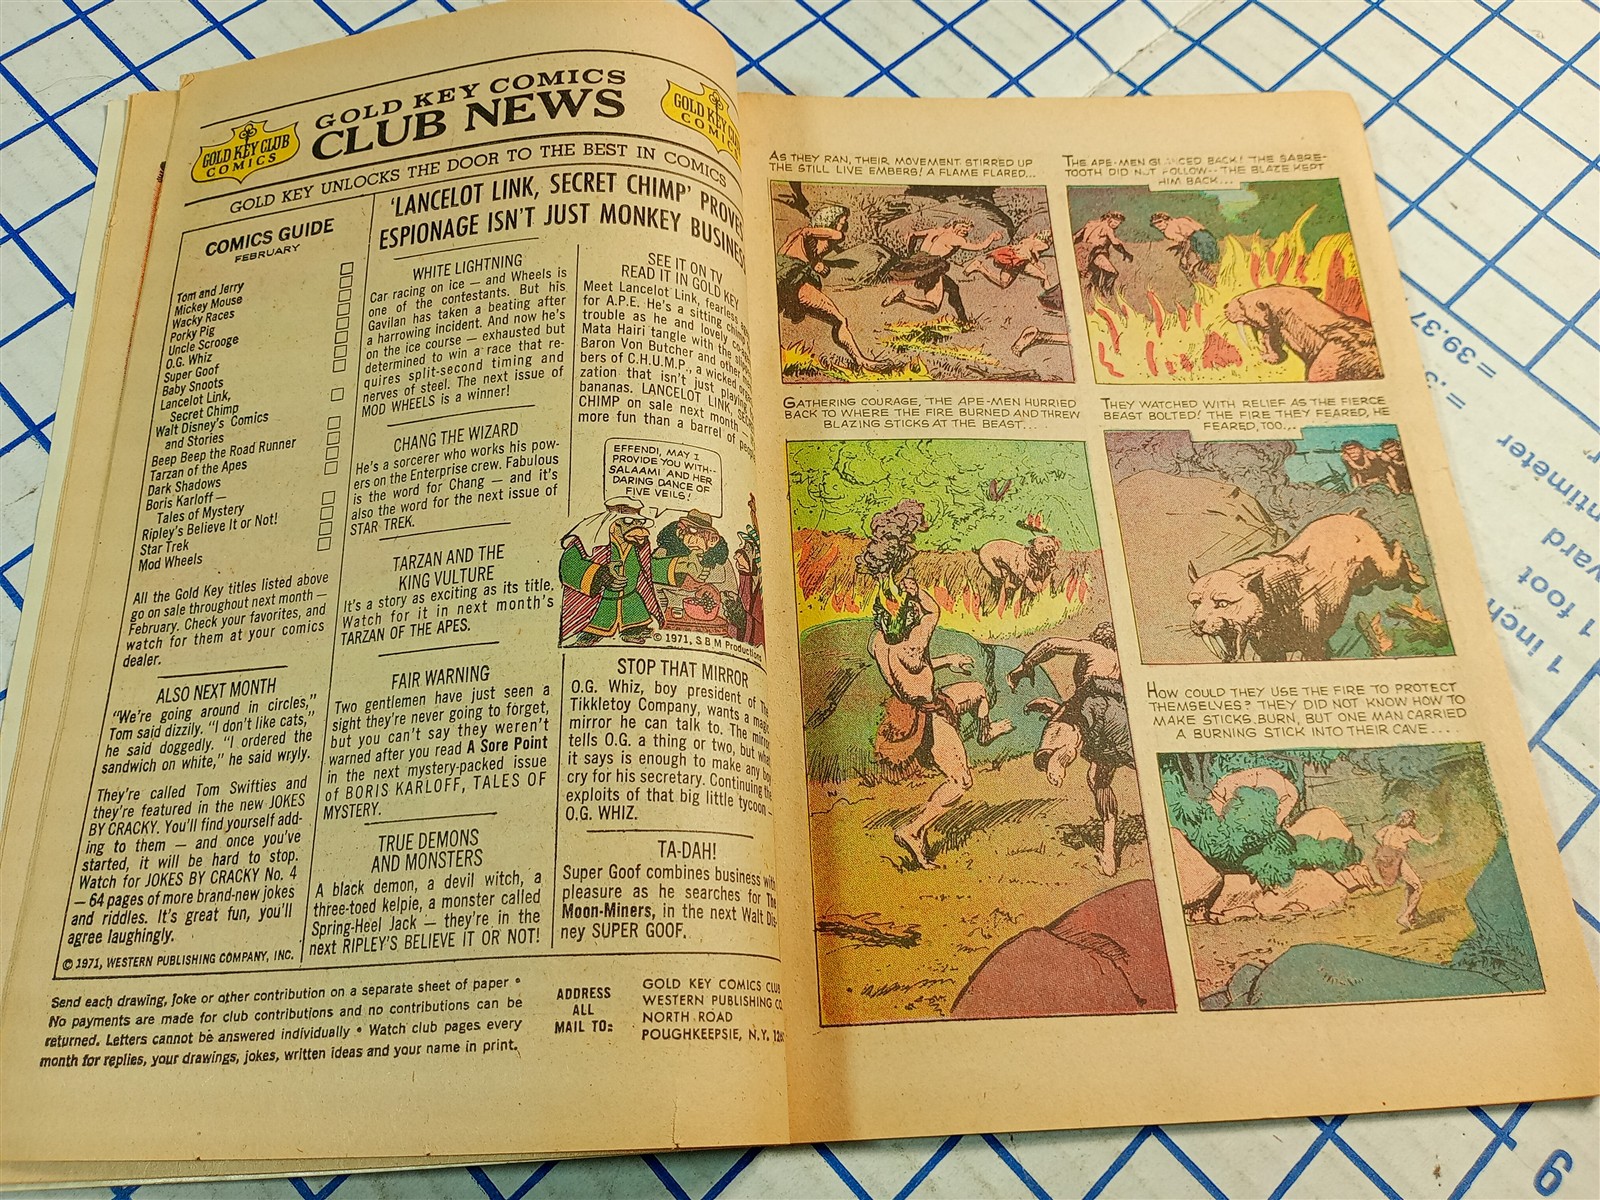 GOLD KEY COMICS
CLUB NEWS
GOLD KEY CLUB
COMICS
GOLD KEY
COMIC
GOLD KEY UNLOCKS THE DOOR TO THE BEST IN COMICS
COMICS GUIDE
FEBRUARY
Tom and Jerry
Mickey Mouse
Wacky Races
Porky Pig
Uncle Scrooge
O.G. Whiz
Super Goof
Baby Snoots
Lancelot Link,
Secret Chimp
Walt Disney's Comics
and Stories
Beep Beep the Road Runner
Tarzan of the Apes
Dark Shadows
Boris Karloff —
Tales of Mystery
Ripley's Believe It or Not!
Star Trek
Mod Wheels
All the Gold Key titles listed above
go on sale throughout next month —
February. Check your favorites, and
watch for them at your comics
dealer.
ALSO NEXT MONTH
"We're going around in circles,"
Tom said dizzily. "I don't like cats,"
he said doggedly. "I ordered the
sandwich on white," he said wryly.
They're called Tom Swifties and
they're featured in the new JOKES
BY CRACKY. You'll find yourself add-
ing to them — and once you've
started, it will be hard to stop.
Watch for JOKES BY CRACKY No. 4
— 64 pages of more brand-new jokes
and riddles. It's great fun, you'll
agree laughingly.
© 1971, WESTERN PUBLISHING COMPANY, INC.
'LANCELOT LINK, SECRET CHIMP' PROVES
ESPIONAGE ISN'T JUST MONKEY BUSINESS
WHITE LIGHTNING
Car racing on ice — and Wheels is
one of the contestants. But his
Gavilan has taken a beating after
a harrowing incident. And now he's
on the ice course — exhausted but
determined to win a race that re-
quires split-second timing and
nerves of steel. The next issue of
MOD WHEELS is a winner!
CHANG THE WIZARD
He's a sorcerer who works his pow-
ers on the Enterprise crew. Fabulous
is the word for Chang — and it's
also the word for the next issue of
STAR TREK.
TARZAN AND THE
KING VULTURE
It's a story as exciting as its title.
Watch for it in next month's
TARZAN OF THE APES.
FAIR WARNING
Two gentlemen have just seen a
sight they're never going to forget,
but you can't say they weren't
warned after you read A Sore Point
in the next mystery-packed issue
of BORIS KARLOFF, TALES OF
MYSTERY.
TRUE DEMONS
AND MONSTERS
A black demon, a devil witch, a
three-toed kelpie, a monster called
Spring-Heel Jack — they're in the
next RIPLEY'S BELIEVE IT OR NOT!
SEE IT ON TV
READ IT IN GOLD KEY
Meet Lancelot Link, fearless
for A.P.E. He's a sitting
trouble as he and lovely
Mata Hairi tangle with the
Baron Von Butcher and other
bers of C.H.U.M.P., a wicked
zation that isn't just playing
bananas. LANCELOT LINK,
CHIMP on sale next month
more fun than a barrel of
EFFENDI, MAY I
PROVIDE YOU WITH--
SALAAMI AND HER
DARING DANCE OF
FIVE VEILS!
© 1971, S B M Productions
STOP THAT MIRROR
O.G. Whiz, boy president of
Tikkletoy Company, wants a
mirror he can talk to. The mirror
tells O.G. a thing or two, but what
it says is enough to make any boy
cry for his secretary. Continuing the
exploits of that big little tycoon —
O.G. WHIZ.
TA-DAH!
Super Goof combines business with
pleasure as he searches for The
Moon-Miners, in the next Walt Dis-
ney SUPER GOOF.
Send each drawing, joke or other contribution on a separate sheet of paper •
No payments are made for club contributions and no contributions can be
returned. Letters cannot be answered individually • Watch club pages every
month for replies, your drawings, jokes, written ideas and your name in print.
ADDRESS
ALL
MAIL TO:
GOLD KEY COMICS CLUB
WESTERN PUBLISHING CO
NORTH ROAD
POUGHKEEPSIE, N.Y.
AS THEY RAN, THEIR MOVEMENT STIRRED UP
THE STILL LIVE EMBERS! A FLAME FLARED...
THE APE-MEN GLANCED BACK! THE SABRE-
TOOTH DID NOT FOLLOW-- THE BLAZE KEPT
HIM BACK...
GATHERING COURAGE, THE APE-MEN HURRIED
BACK TO WHERE THE FIRE BURNED AND THREW
BLAZING STICKS AT THE BEAST...
THEY WATCHED WITH RELIEF AS THE FIERCE
BEAST BOLTED! THE FIRE THEY FEARED, HE
FEARED, TOO...
HOW COULD THEY USE THE FIRE TO PROTECT
THEMSELVES? THEY DID NOT KNOW HOW TO
MAKE STICKS BURN, BUT ONE MAN CARRIED
A BURNING STICK INTO THEIR CAVE....
= 39.37
1 inch
1 foot
9